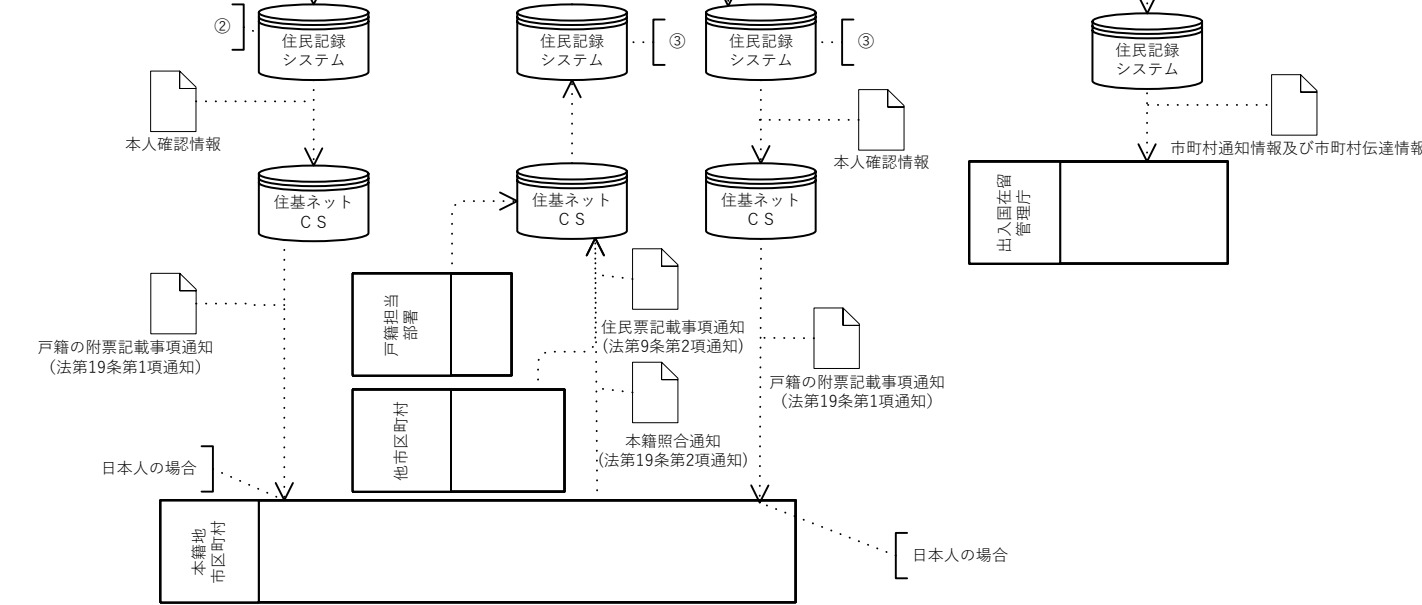 ②
住民記録
システム
住民記録
システム
③
住民記録
システム
③
住民記録
システム
本人確認情報
本人確認情報
市町村通知情報及び市町村伝達情報
住基ネット
ＣＳ
住基ネット
ＣＳ
住基ネット
ＣＳ
出入国在留
管理庁
戸籍の附票記載事項通知
(法第19条第1項通知)
戸籍担当
部署
住民票記載事項通知
(法第9条第2項通知)
戸籍の附票記載事項通知
(法第19条第1項通知)
他市区町村
本籍照合通知
(法第19条第2項通知)
日本人の場合
本籍地
市区町村
日本人の場合